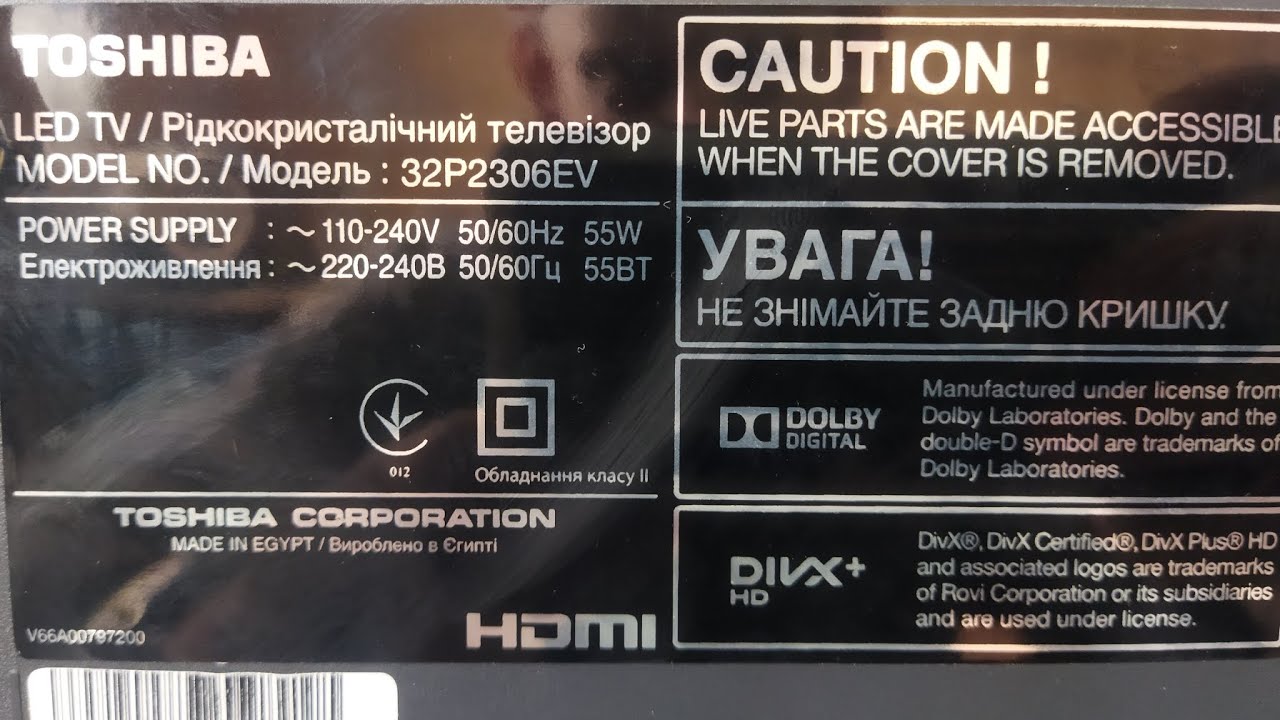 TOSHIBA
LED TV / Рідкокристалічний телевізор
MODEL NO. / Модель : 32P2306EV
POWER SUPPLY : ~ 110-240V 50/60Hz 55W
Електроживлення : ~ 220-240В 50/60Гц 55ВТ
012
Обладнання класу II
TOSHIBA CORPORATION
MADE IN EGYPT / Вироблено в Єгипті
V66A00797200
HDMI
CAUTION !
LIVE PARTS ARE MADE ACCESSIBLE
WHEN THE COVER IS REMOVED.
УВАГА!
НЕ ЗНІМАЙТЕ ЗАДНЮ КРИШКУ.
DOLBY
DIGITAL
Manufactured under license from
Dolby Laboratories. Dolby and the
double-D symbol are trademarks of
Dolby Laboratories.
DIVX+
HD
DivX®, DivX Certified®, DivX Plus® HD
and associated logos are trademarks
of Rovi Corporation or its subsidiaries
and are used under license.